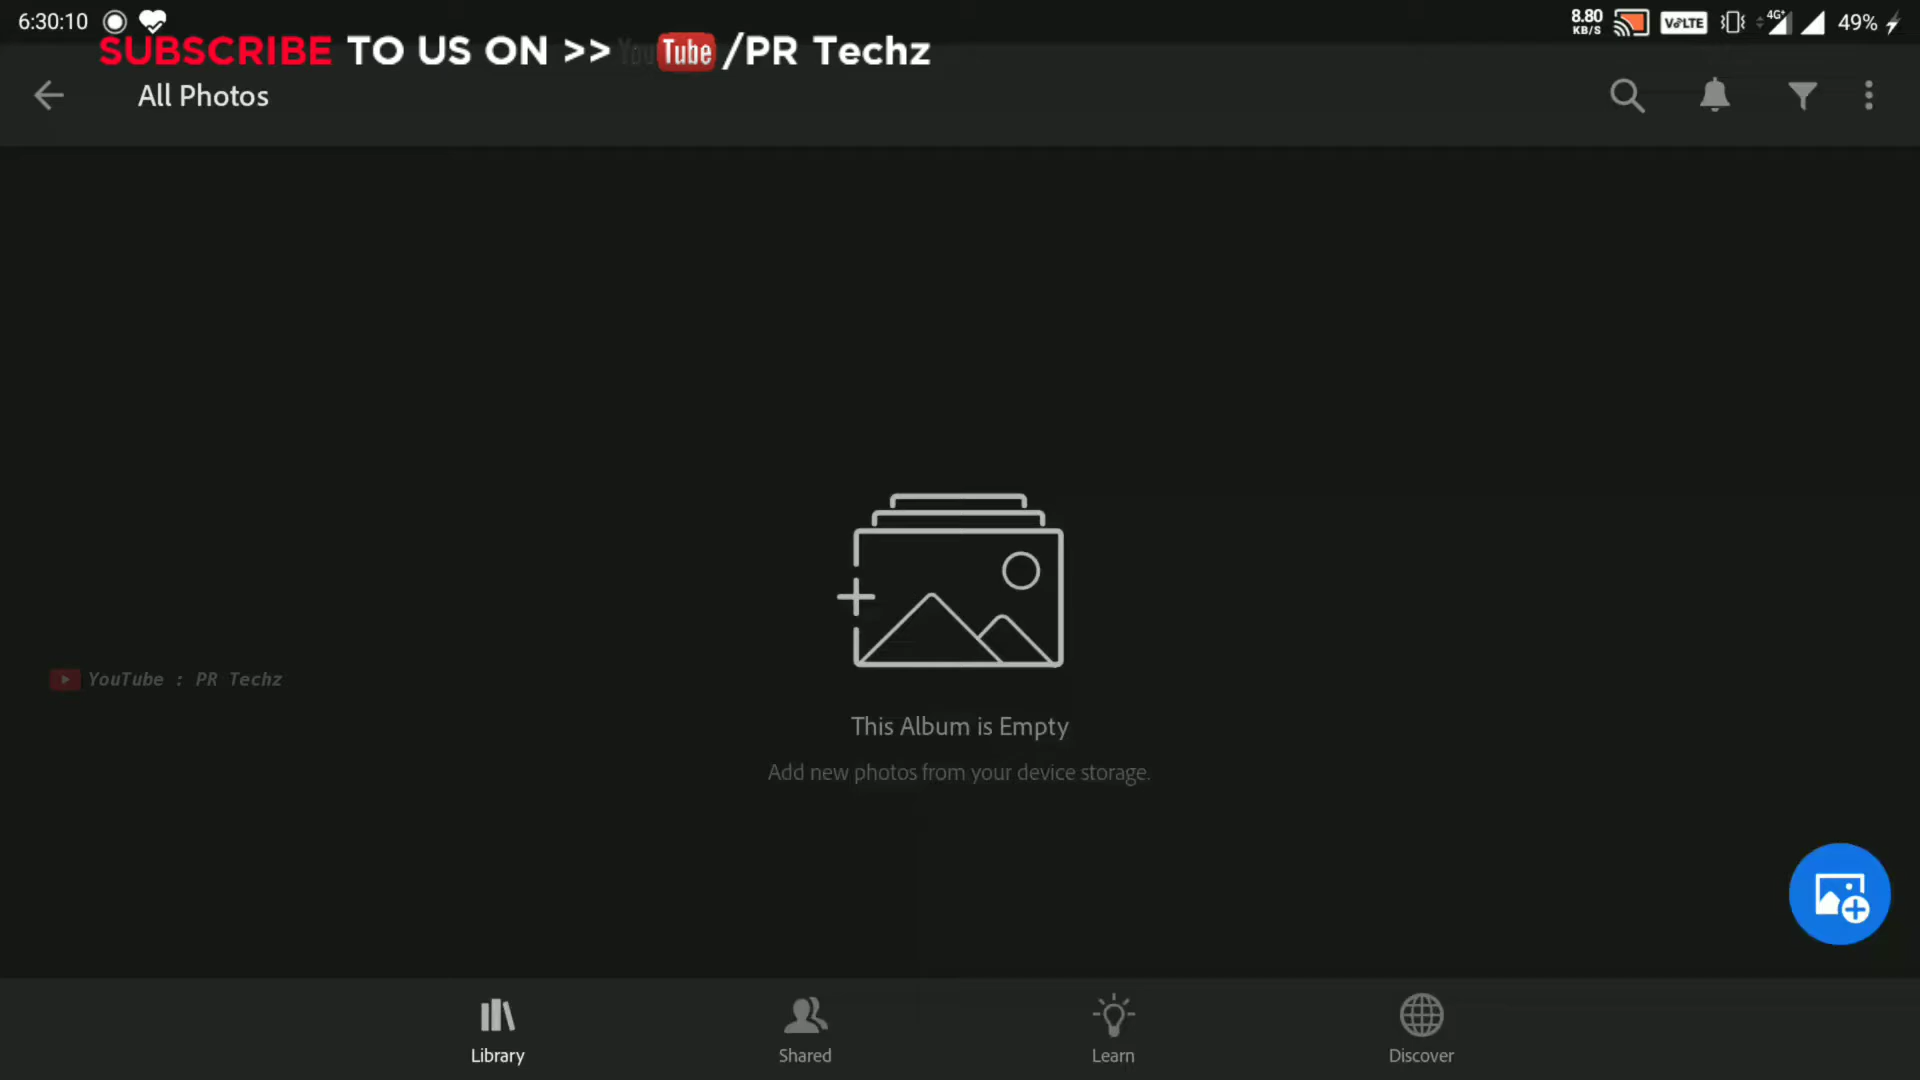 6:30:10
8.80
KB/S
VoLTE
4G+
49%
SUBSCRIBE TO US ON >> YouTube /PR Techz
All Photos
YouTube : PR Techz
This Album is Empty
Add new photos from your device storage.
Library
Shared
Learn
Discover